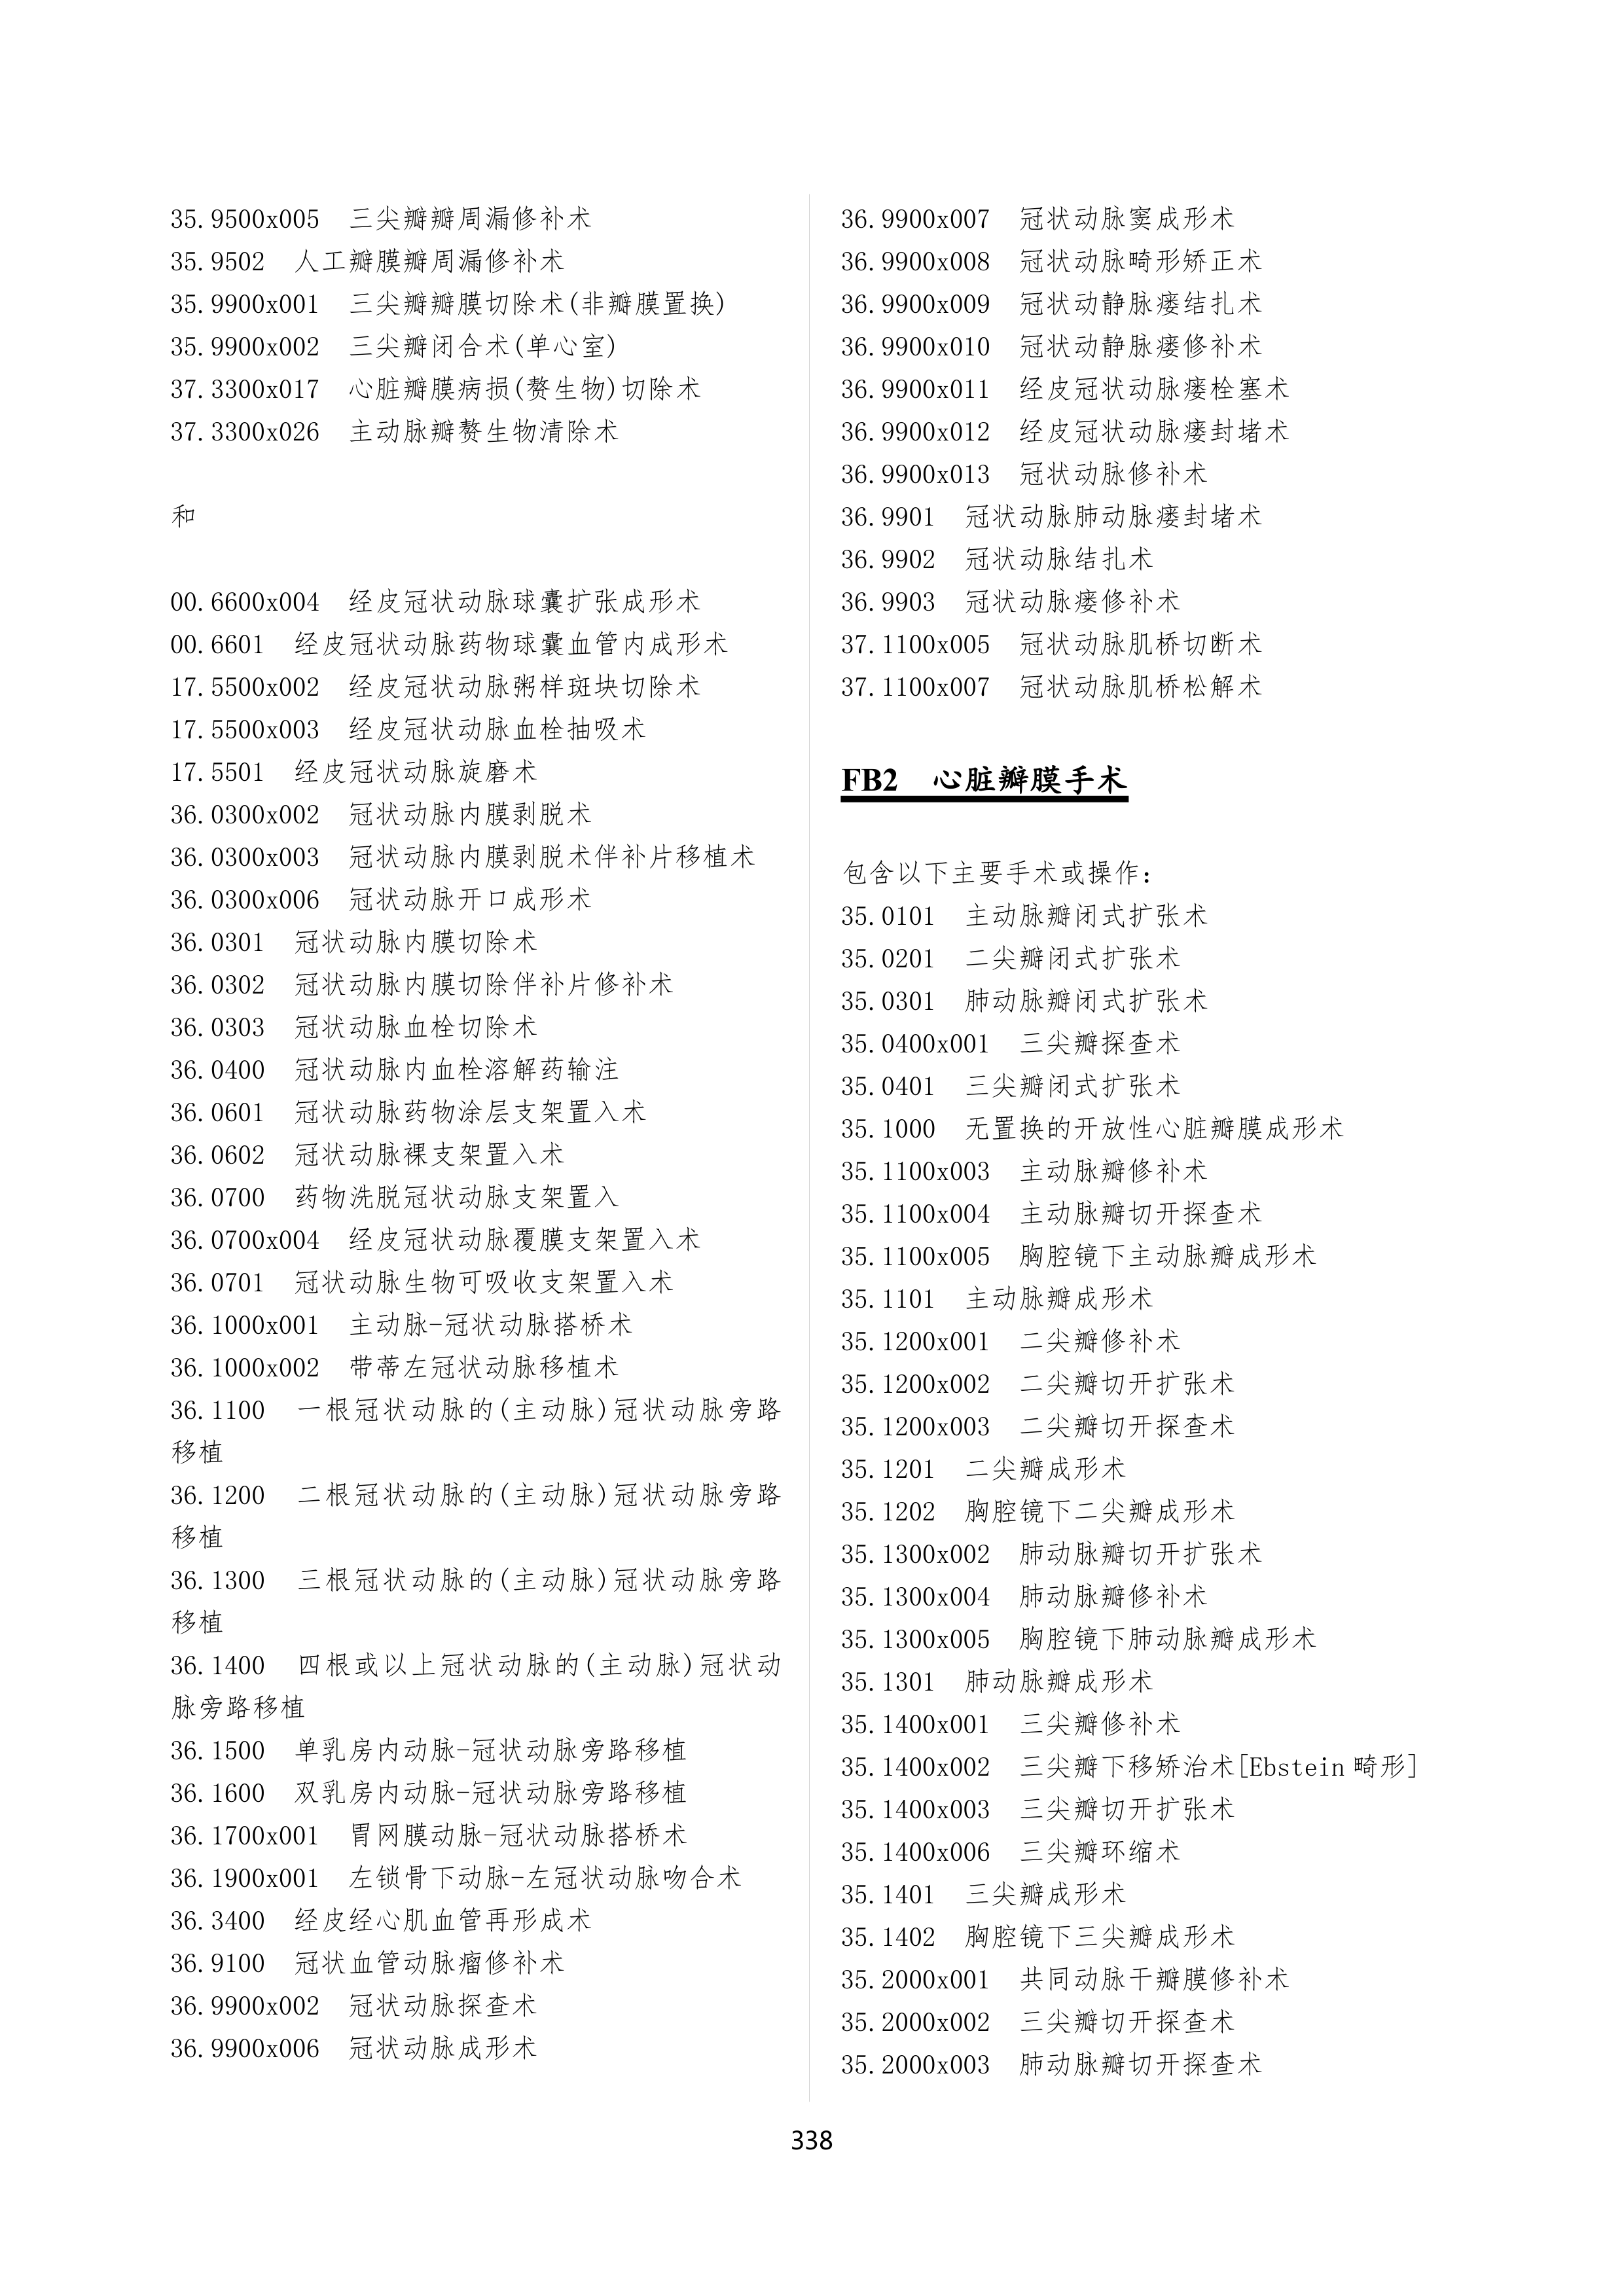 35.9500x005 三尖瓣瓣周漏修补术
35.9502 人工瓣膜瓣周漏修补术
35.9900x001 三尖瓣瓣膜切除术(非瓣膜置换)
35.9900x002 三尖瓣闭合术(单心室)
37.3300x017 心脏瓣膜病损(赘生物)切除术
37.3300x026 主动脉瓣赘生物清除术
和
00.6600x004 经皮冠状动脉球囊扩张成形术
00.6601 经皮冠状动脉药物球囊血管内成形术
17.5500x002 经皮冠状动脉粥样斑块切除术
17.5500x003 经皮冠状动脉血栓抽吸术
17.5501 经皮冠状动脉旋磨术
36.0300x002 冠状动脉内膜剥脱术
36.0300x003 冠状动脉内膜剥脱术伴补片移植术
36.0300x006 冠状动脉开口成形术
36.0301 冠状动脉内膜切除术
36.0302 冠状动脉内膜切除伴补片修补术
36.0303 冠状动脉血栓切除术
36.0400 冠状动脉内血栓溶解药输注
36.0601 冠状动脉药物涂层支架置入术
36.0602 冠状动脉裸支架置入术
36.0700 药物洗脱冠状动脉支架置入
36.0700x004 经皮冠状动脉覆膜支架置入术
36.0701 冠状动脉生物可吸收支架置入术
36.1000x001 主动脉-冠状动脉搭桥术
36.1000x002 带蒂左冠状动脉移植术
36.1100 一根冠状动脉的(主动脉)冠状动脉旁路
移植
36.1200 二根冠状动脉的(主动脉)冠状动脉旁路
移植
36.1300 三根冠状动脉的(主动脉)冠状动脉旁路
移植
36.1400 四根或以上冠状动脉的(主动脉)冠状动
脉旁路移植
36.1500 单乳房内动脉-冠状动脉旁路移植
36.1600 双乳房内动脉-冠状动脉旁路移植
36.1700x001 胃网膜动脉-冠状动脉搭桥术
36.1900x001 左锁骨下动脉-左冠状动脉吻合术
36.3400 经皮经心肌血管再形成术
36.9100 冠状血管动脉瘤修补术
36.9900x002 冠状动脉探查术
36.9900x006 冠状动脉成形术
36.9900x007 冠状动脉窦成形术
36.9900x008 冠状动脉畸形矫正术
36.9900x009 冠状动静脉瘘结扎术
36.9900x010 冠状动静脉瘘修补术
36.9900x011 经皮冠状动脉瘘栓塞术
36.9900x012 经皮冠状动脉瘘封堵术
36.9900x013 冠状动脉修补术
36.9901 冠状动脉肺动脉瘘封堵术
36.9902 冠状动脉结扎术
36.9903 冠状动脉瘘修补术
37.1100x005 冠状动脉肌桥切断术
37.1100x007 冠状动脉肌桥松解术
FB2 心脏瓣膜手术
包含以下主要手术或操作：
35.0101 主动脉瓣闭式扩张术
35.0201 二尖瓣闭式扩张术
35.0301 肺动脉瓣闭式扩张术
35.0400x001 三尖瓣探查术
35.0401 三尖瓣闭式扩张术
35.1000 无置换的开放性心脏瓣膜成形术
35.1100x003 主动脉瓣修补术
35.1100x004 主动脉瓣切开探查术
35.1100x005 胸腔镜下主动脉瓣成形术
35.1101 主动脉瓣成形术
35.1200x001 二尖瓣修补术
35.1200x002 二尖瓣切开扩张术
35.1200x003 二尖瓣切开探查术
35.1201 二尖瓣成形术
35.1202 胸腔镜下二尖瓣成形术
35.1300x002 肺动脉瓣切开扩张术
35.1300x004 肺动脉瓣修补术
35.1300x005 胸腔镜下肺动脉瓣成形术
35.1301 肺动脉瓣成形术
35.1400x001 三尖瓣修补术
35.1400x002 三尖瓣下移矫治术[Ebstein畸形]
35.1400x003 三尖瓣切开扩张术
35.1400x006 三尖瓣环缩术
35.1401 三尖瓣成形术
35.1402 胸腔镜下三尖瓣成形术
35.2000x001 共同动脉干瓣膜修补术
35.2000x002 三尖瓣切开探查术
35.2000x003 肺动脉瓣切开探查术
338